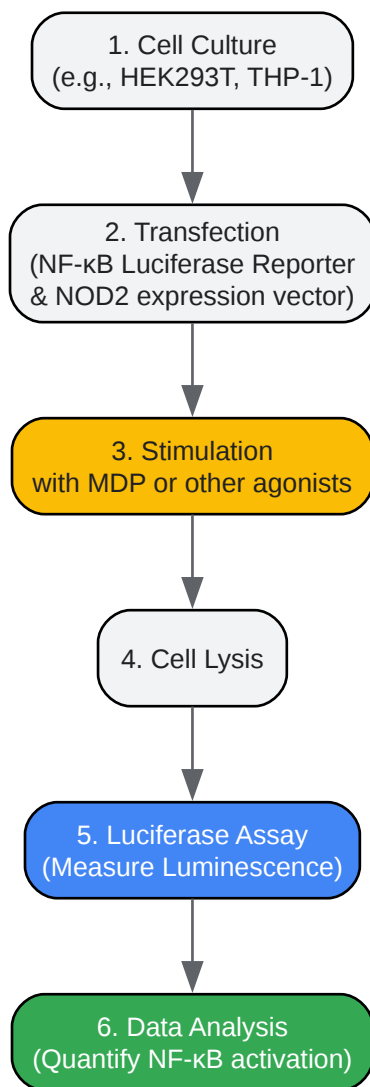 1. Cell Culture
(e.g., HEK293T, THP-1)
2. Transfection
(NF-κB Luciferase Reporter
& NOD2 expression vector)
3. Stimulation
with MDP or other agonists
4. Cell Lysis
5. Luciferase Assay
(Measure Luminescence)
6. Data Analysis
(Quantify NF-κB activation)